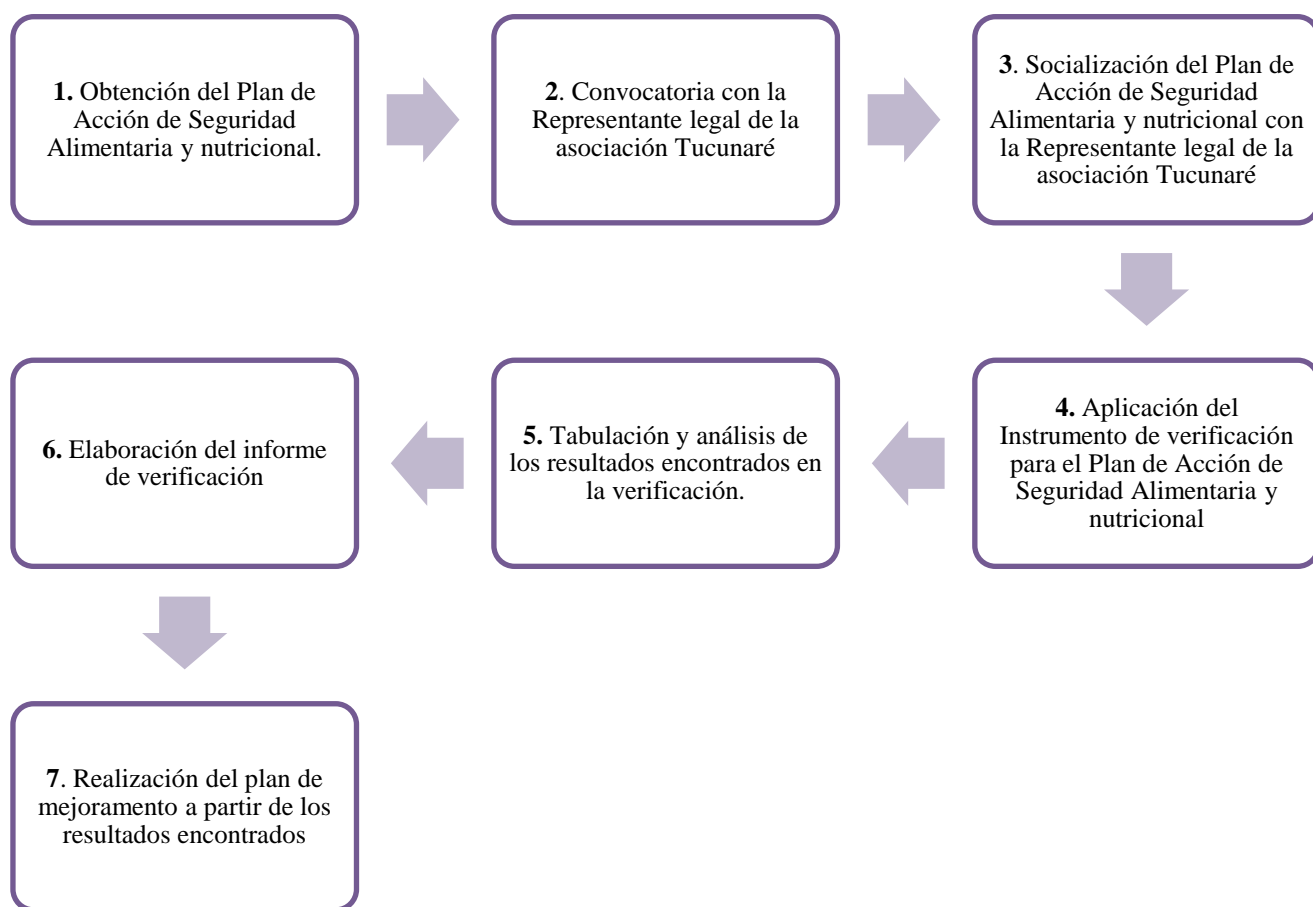 1. Obtención del Plan de
Acción de Seguridad
Alimentaria y nutricional.
2. Convocatoria con la
Representante legal de la
asociación Tucunaré
3. Socialización del Plan de
Acción de Seguridad
Alimentaria y nutricional con
la Representante legal de la
asociación Tucunaré
4. Aplicación del
Instrumento de verificación
para el Plan de Acción de
Seguridad Alimentaria y
nutricional
5. Tabulación y análisis de
los resultados encontrados en
la verificación.
6. Elaboración del informe
de verificación
7. Realización del plan de
mejoramento a partir de los
resultados encontrados